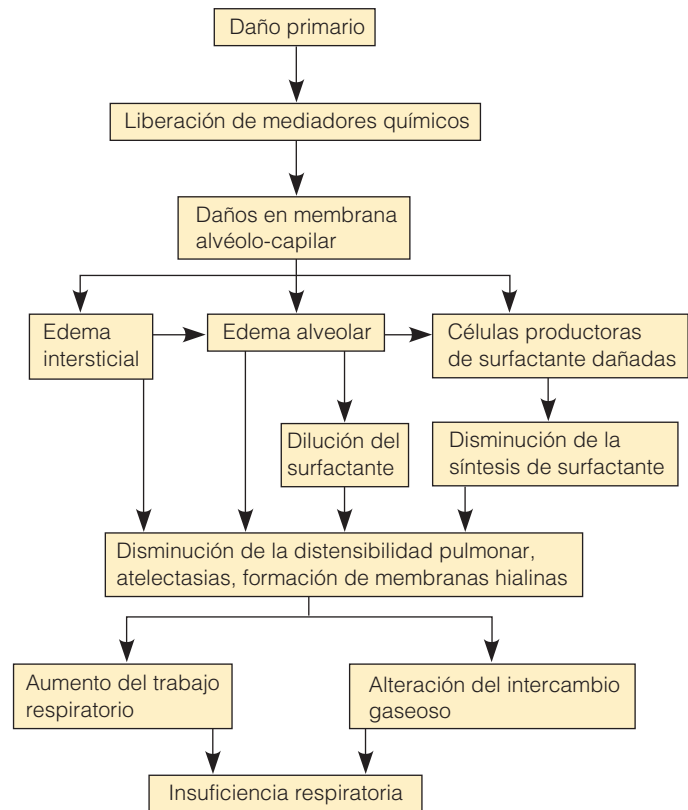 Daño primario
Liberación de mediadores químicos
Daños en membrana
alvéolo-capilar
Edema
intersticial
Edema alveolar
Células productoras
de surfactante dañadas
Dilución del
surfactante
Disminución de la
síntesis de surfactante
Disminución de la distensibilidad pulmonar,
atelectasias, formación de membranas hialinas
Aumento del trabajo
respiratorio
Alteración del intercambio
gaseoso
Insuficiencia respiratoria